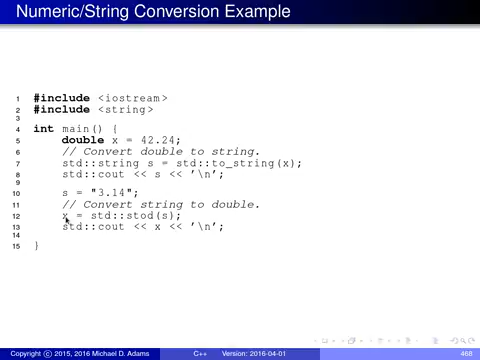 Numeric/String Conversion Example
1 #include <iostream>
2 #include <string>
3
4 int main() {
5 double x = 42.24;
6 // Convert double to string.
7 std::string s = std::to_string(x);
8 std::cout << s << '\n';
9
10 s = "3.14";
11 // Convert string to double.
12 x = std::stod(s);
13 std::cout << x << '\n';
14
15 }
Copyright © 2015, 2016 Michael D. Adams C++ Version: 2016-04-01 468